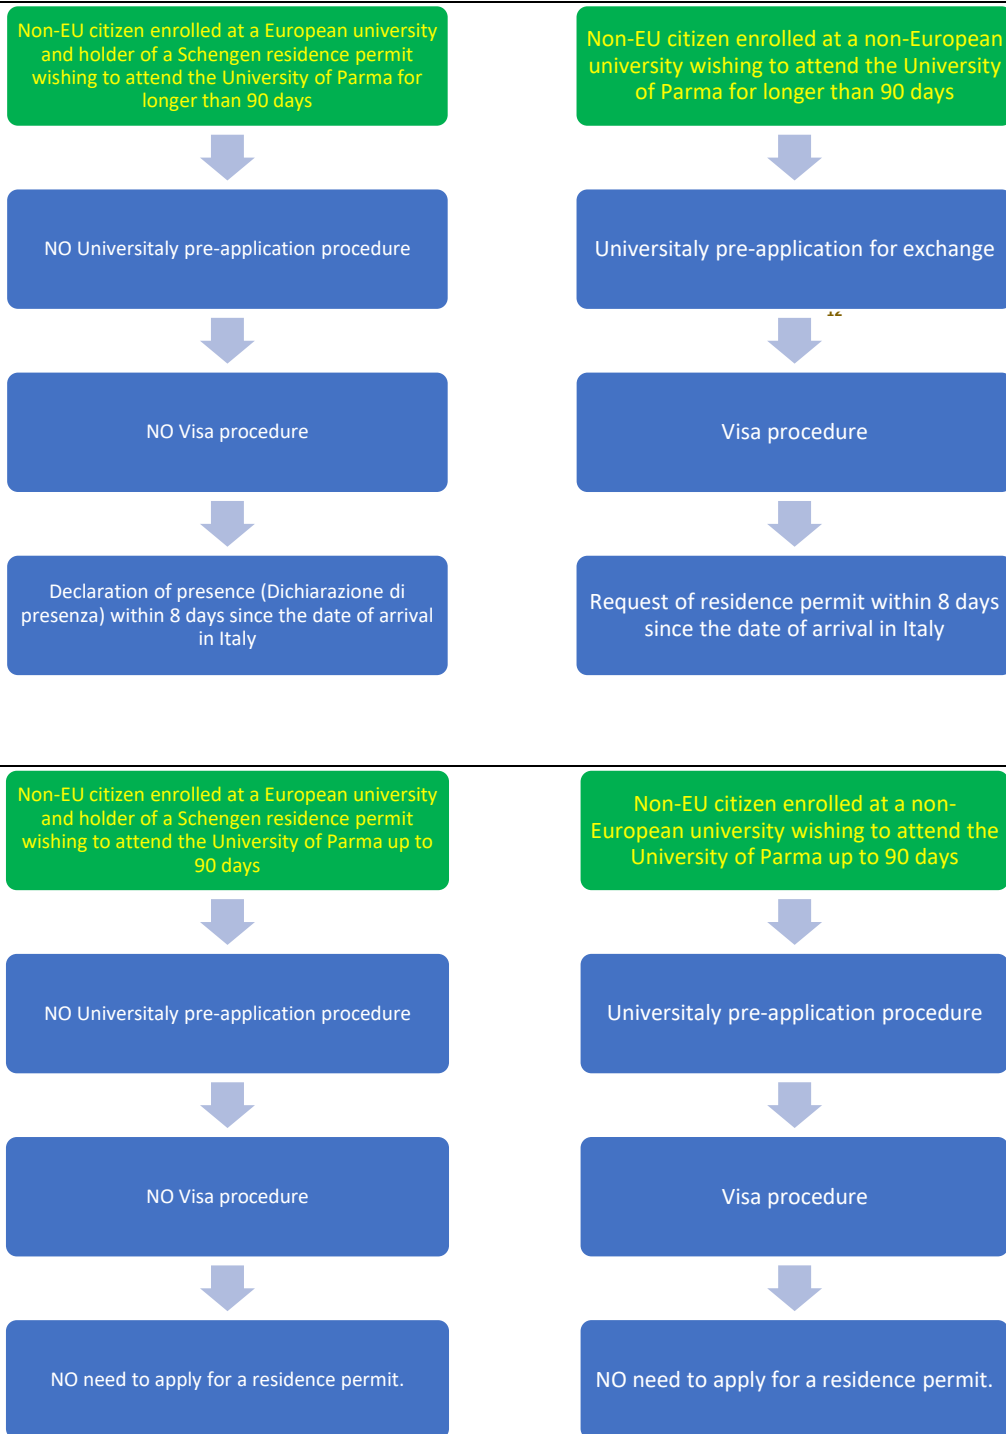 Non-EU citizen enrolled at a European university
and holder of a Schengen residence permit
wishing to attend the University of Parma for
longer than 90 days
NO Universitaly pre-application procedure
NO Visa procedure
Declaration of presence (Dichiarazione di
presenza) within 8 days since the date of arrival
in Italy
Non-EU citizen enrolled at a non-European
university wishing to attend the University
of Parma for longer than 90 days
Universitaly pre-application for exchange
12
Visa procedure
Request of residence permit within 8 days
since the date of arrival in Italy
Non-EU citizen enrolled at a European university
and holder of a Schengen residence permit
wishing to attend the University of Parma up to
90 days
NO Universitaly pre-application procedure
NO Visa procedure
NO need to apply for a residence permit.
Non-EU citizen enrolled at a non-
European university wishing to attend the
University of Parma up to 90 days
Universitaly pre-application procedure
Visa procedure
NO need to apply for a residence permit.